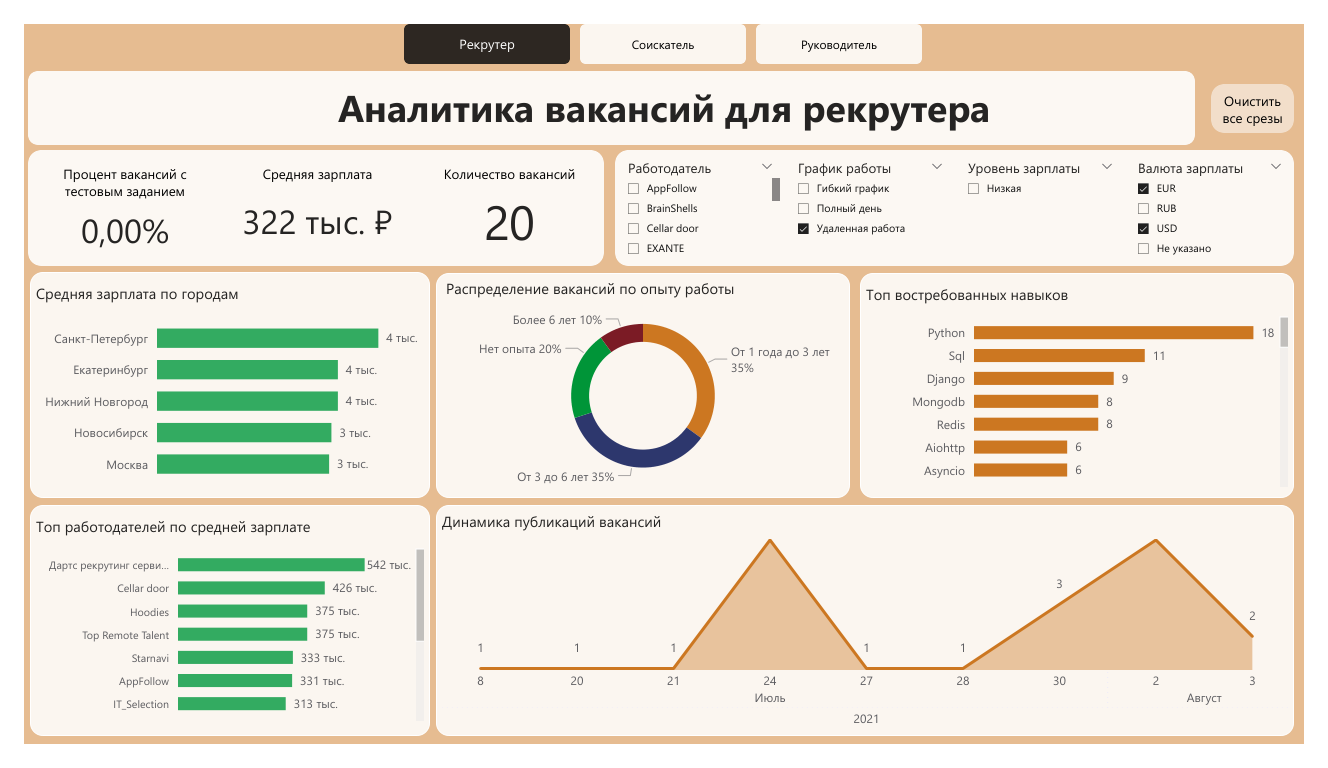 Рекрутер
Соискатель
Руководитель
Аналитика вакансий для рекрутера
Очистить
все срезы
Процент вакансий с
тестовым заданием
0,00%
Средняя зарплата
322 тыс. ₽
Количество вакансий
20
Работодатель
AppFollow
BrainShells
Cellar door
EXANTE
График работы
Гибкий график
Полный день
Удаленная работа
Уровень зарплаты
Низкая
Валюта зарплаты
EUR
RUB
USD
Не указано
Средняя зарплата по городам
Санкт-Петербург 4 тыс.
Екатеринбург 4 тыс.
Нижний Новгород 4 тыс.
Новосибирск 3 тыс.
Москва 3 тыс.
Распределение вакансий по опыту работы
Более 6 лет 10%
Нет опыта 20%
От 1 года до 3 лет
35%
От 3 до 6 лет 35%
Топ востребованных навыков
Python 18
Sql 11
Django 9
Mongodb 8
Redis 8
Aiohttp 6
Asyncio 6
Топ работодателей по средней зарплате
Дартс рекрутинг серви... 542 тыс.
Cellar door 426 тыс.
Hoodies 375 тыс.
Top Remote Talent 375 тыс.
Starnavi 333 тыс.
AppFollow 331 тыс.
IT_Selection 313 тыс.
Динамика публикаций вакансий
1 1 1 1 1 3 2
8 20 21 24 27 28 30 2 3
Июль Август
2021